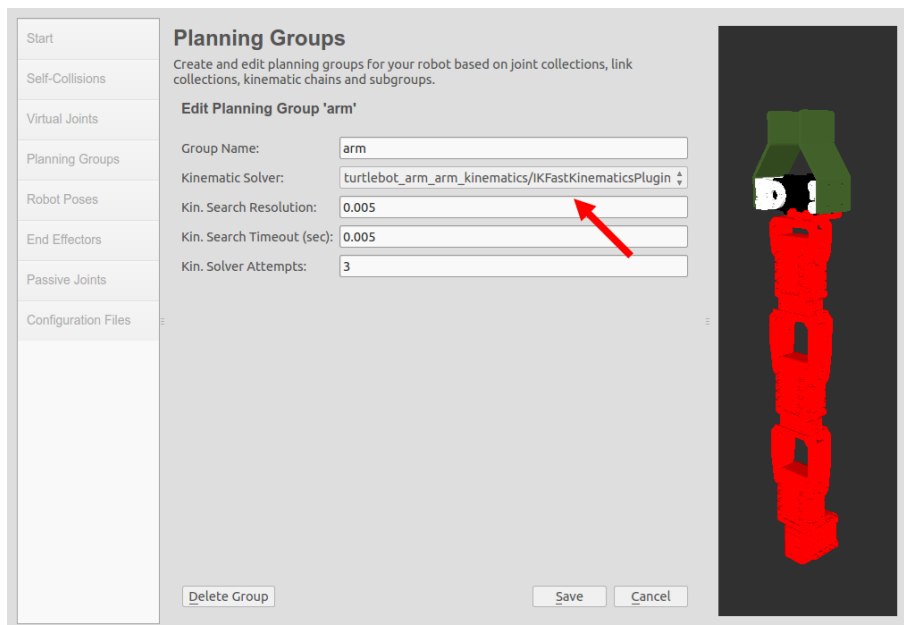 Start
Self-Collisions
Virtual Joints
Planning Groups
Robot Poses
End Effectors
Passive Joints
Configuration Files
Planning Groups
Create and edit planning groups for your robot based on joint collections, link
collections, kinematic chains and subgroups.
Edit Planning Group 'arm'
Group Name: arm
Kinematic Solver: turtlebot_arm_arm_kinematics/IKFastKinematicsPlugin
Kin. Search Resolution: 0.005
Kin. Search Timeout (sec): 0.005
Kin. Solver Attempts: 3
Delete Group Save Cancel